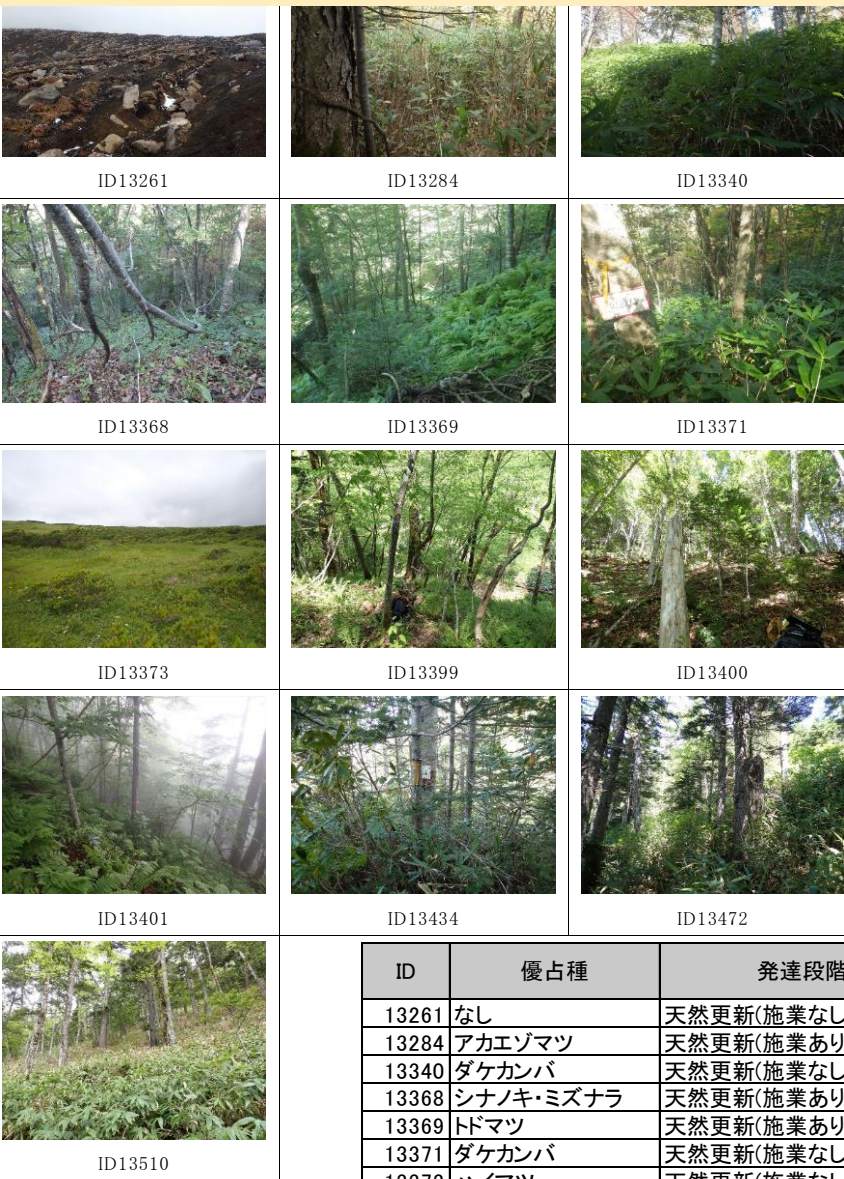 ID13261 ID13284 ID13340
ID13368 ID13369 ID13371
ID13373 ID13399 ID13400
ID13401 ID13434 ID13472
ID13510
ID 優占種 発達段階
13261 なし 天然更新(施業なし
13284 アカエゾマツ 天然更新(施業あり
13340 ダケカンバ 天然更新(施業なし
13368 シナノキ・ミズナラ 天然更新(施業あり
13369 トドマツ 天然更新(施業あり
13371 ダケカンバ 天然更新(施業なし